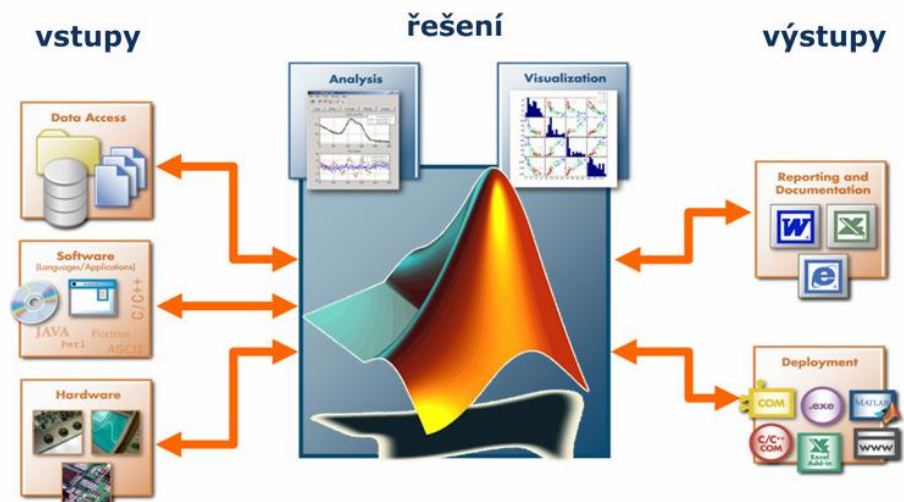 vstupy
řešení
výstupy
Analysis
Visualization
Data Access
Software
(Languages/Applications)
C/C++
JAVA
Fortran
Perl
ASCII
Hardware
Reporting and
Documentation
W
X
e
Deployment
COM
.exe
MATLAB
C/C++
COM
Excel
Add-in
www